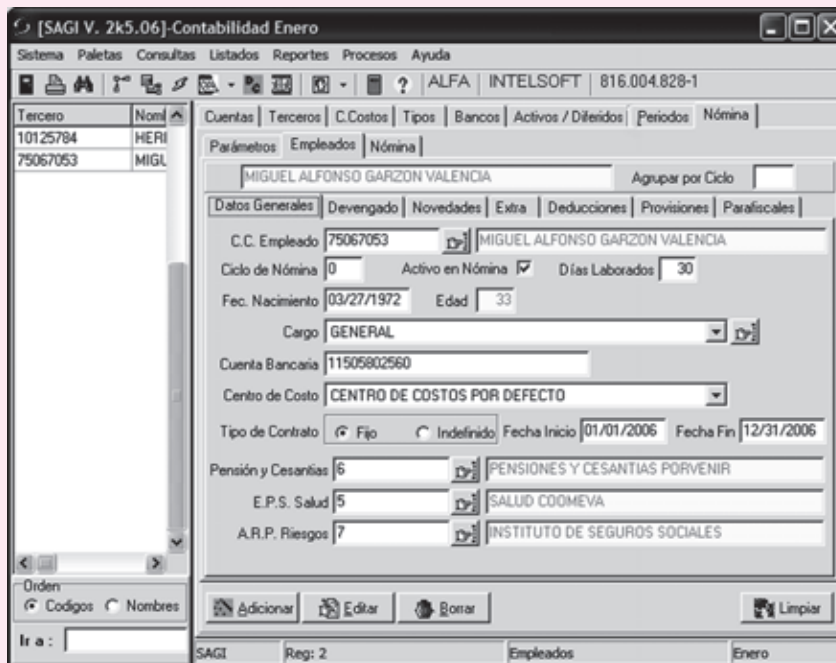 [SAGI V. 2k5.06]-Contabilidad Enero
Sistema Paletas Consultas Listados Reportes Procesos Ayuda
ALFA INTELSOFT 816.004.828-1
Tercero Noml
10125784 HERI
75067053 MIGL
Cuentas Terceros C.Costos Tipos Bancos Activos / Diferidos Periodos Nómina
Parámetros Empleados Nómina
MIGUEL ALFONSO GARZON VALENCIA Agrupar por Ciclo
Datos Generales Devengado Novedades Extra Deducciones Provisiones Parafiscales
C.C. Empleado 75067053 MIGUEL ALFONSO GARZON VALENCIA
Ciclo de Nómina 0 Activo en Nómina Días Laborados 30
Fec. Nacimiento 03/27/1972 Edad 33
Cargo GENERAL
Cuenta Bancaria 11505802560
Centro de Costo CENTRO DE COSTOS POR DEFECTO
Tipo de Contrato Fijo Indefinido Fecha Inicio 01/01/2006 Fecha Fin 12/31/2006
Pensión y Cesantias 6 PENSIONES Y CESANTIAS PORVENIR
E.P.S. Salud 5 SALUD COOMEVA
A.R.P. Riesgos 7 INSTITUTO DE SEGUROS SOCIALES
Orden
Codigos Nombres
Ir a :
Adicionar Editar Borrar Limpiar
SAGI Reg: 2 Empleados Enero